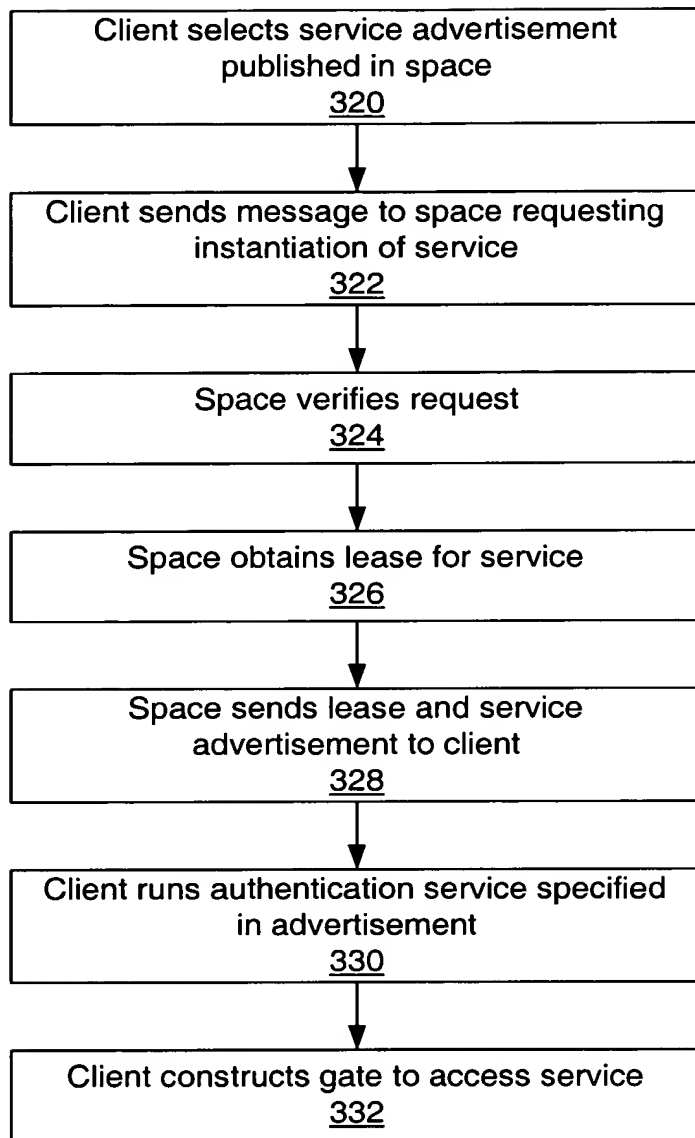 Client selects service advertisement
published in space
320
Client sends message to space requesting
instantiation of service
322
Space verifies request
324
Space obtains lease for service
326
Space sends lease and service
advertisement to client
328
Client runs authentication service specified
in advertisement
330
Client constructs gate to access service
332